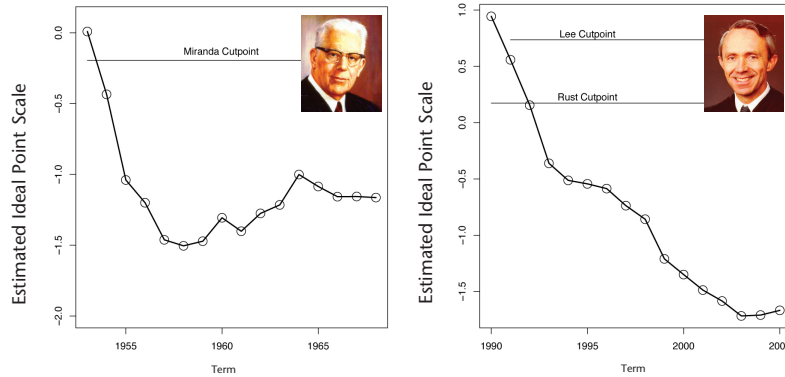 Estimated Ideal Point Scale
0.0
−0.5
−1.0
−1.5
−2.0
Miranda Cutpoint
1955
1960
1965
Term
Estimated Ideal Point Scale
1.0
0.5
0.0
−0.5
−1.0
−1.5
Lee Cutpoint
Rust Cutpoint
1990
1995
2000
200
Term